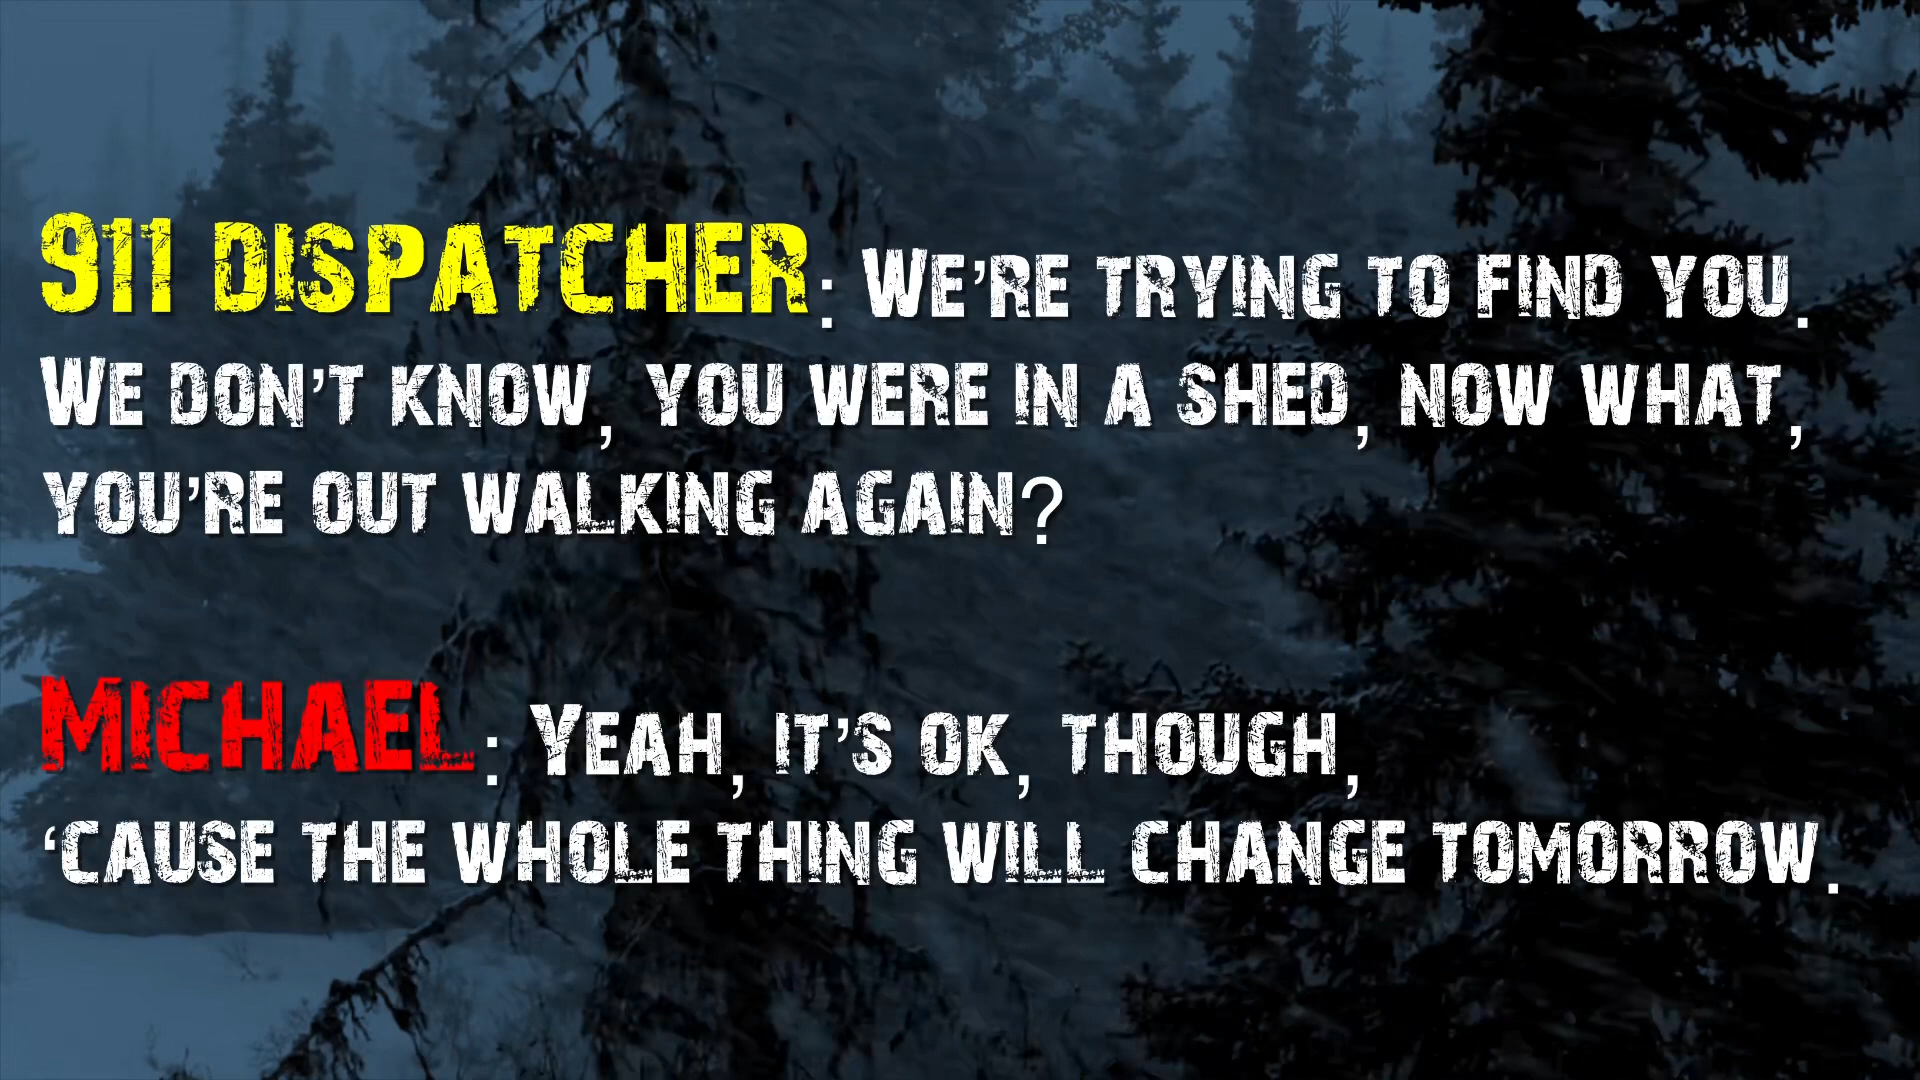 911 DISPATCHER: WE'RE TRYING TO FIND YOU.
WE DON'T KNOW, YOU WERE IN A SHED, NOW WHAT,
YOU'RE OUT WALKING AGAIN?
MICHAEL: YEAH, IT'S OK, THOUGH,
‘CAUSE THE WHOLE THING WILL CHANGE TOMORROW.